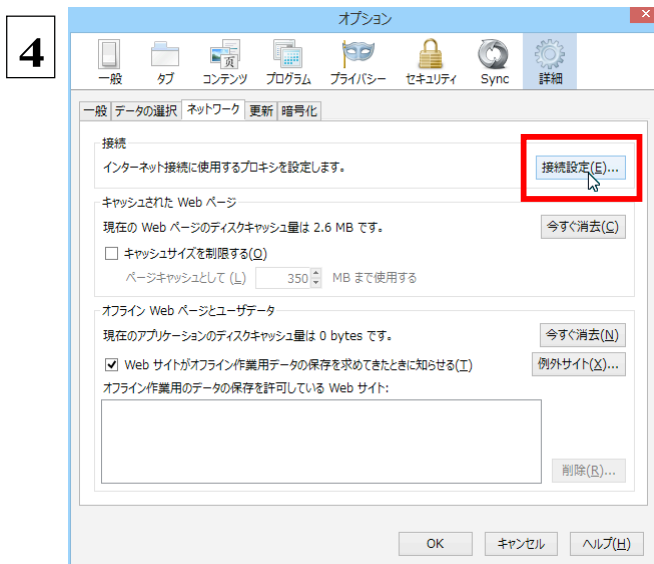 4
オプション
一般 タブ コンテンツ プログラム プライバシー セキュリティ Sync 詳細
一般 データの選択 ネットワーク 更新 暗号化
接続
インターネット接続に使用するプロキシを設定します。 接続設定(E)...
キャッシュされた Web ページ
現在の Web ページのディスクキャッシュ量は 2.6 MB です。 今すぐ消去(C)
キャッシュサイズを制限する(O)
ページキャッシュとして (L) 350 MB まで使用する
オフライン Web ページとユーザデータ
現在のアプリケーションのディスクキャッシュ量は 0 bytes です。 今すぐ消去(N)
Web サイトがオフライン作業用データの保存を求めてきたときに知らせる(T) 例外サイト(X)...
オフライン作業用のデータの保存を許可している Web サイト:
削除(R)...
OK キャンセル ヘルプ(H)